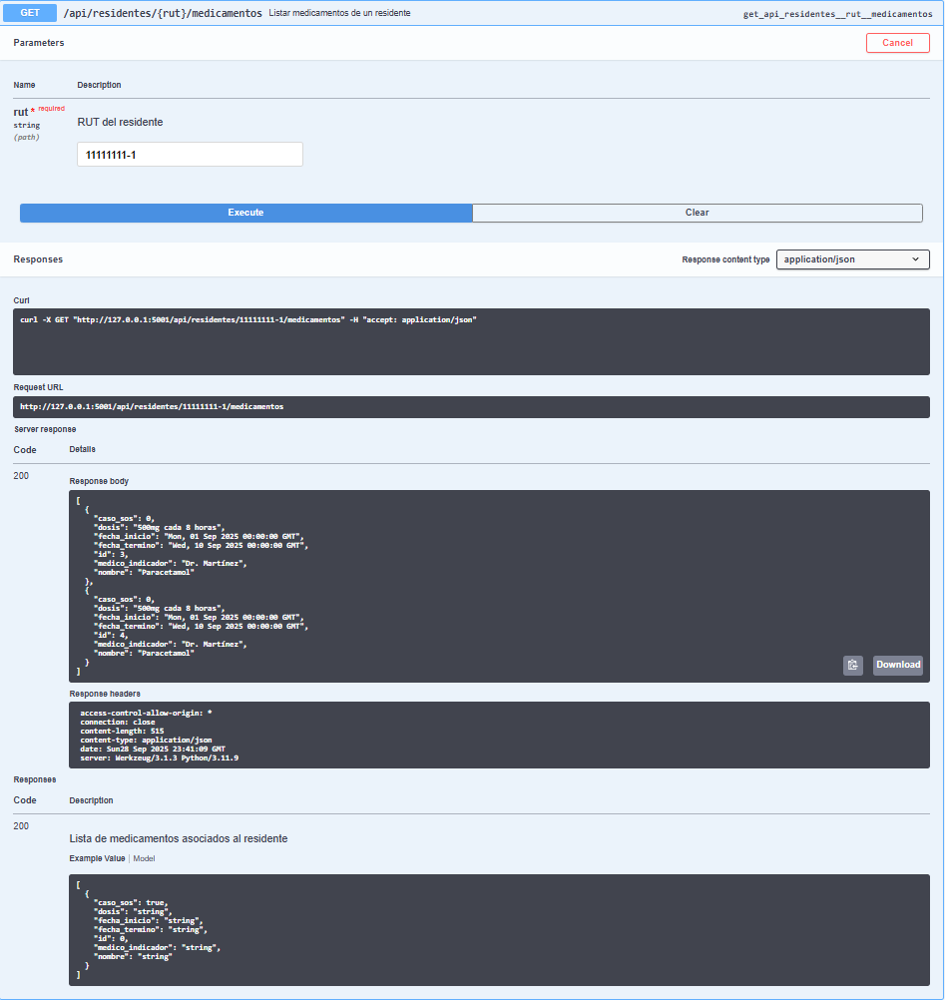 GET /api/residentes/{rut}/medicamentos Listar medicamentos de un residente get_api_residentes__rut__medicamentos
Parameters Cancel
Name Description
rut * required
string
(path)
RUT del residente
11111111-1
Execute Clear
Responses Response content type application/json
Curl
curl -X GET "http://127.0.0.1:5001/api/residentes/11111111-1/medicamentos" -H "accept: application/json"
Request URL
http://127.0.0.1:5001/api/residentes/11111111-1/medicamentos
Server response
Code Details
200
Response body
[
  {
    "caso_sos": 0,
    "dosis": "500mg cada 8 horas",
    "fecha_inicio": "Mon, 01 Sep 2025 00:00:00 GMT",
    "fecha_termino": "Wed, 10 Sep 2025 00:00:00 GMT",
    "id": 3,
    "medico_indicador": "Dr. Martínez",
    "nombre": "Paracetamol"
  },
  {
    "caso_sos": 0,
    "dosis": "500mg cada 8 horas",
    "fecha_inicio": "Mon, 01 Sep 2025 00:00:00 GMT",
    "fecha_termino": "Wed, 10 Sep 2025 00:00:00 GMT",
    "id": 4,
    "medico_indicador": "Dr. Martínez",
    "nombre": "Paracetamol"
  }
]
Download
Response headers
access-control-allow-origin: *
connection: close
content-length: 515
content-type: application/json
date: Sun28 Sep 2025 23:41:09 GMT
server: Werkzeug/3.1.3 Python/3.11.9
Responses
Code Description
200
Lista de medicamentos asociados al residente
Example Value | Model
[
  {
    "caso_sos": true,
    "dosis": "string",
    "fecha_inicio": "string",
    "fecha_termino": "string",
    "id": 0,
    "medico_indicador": "string",
    "nombre": "string"
  }
]